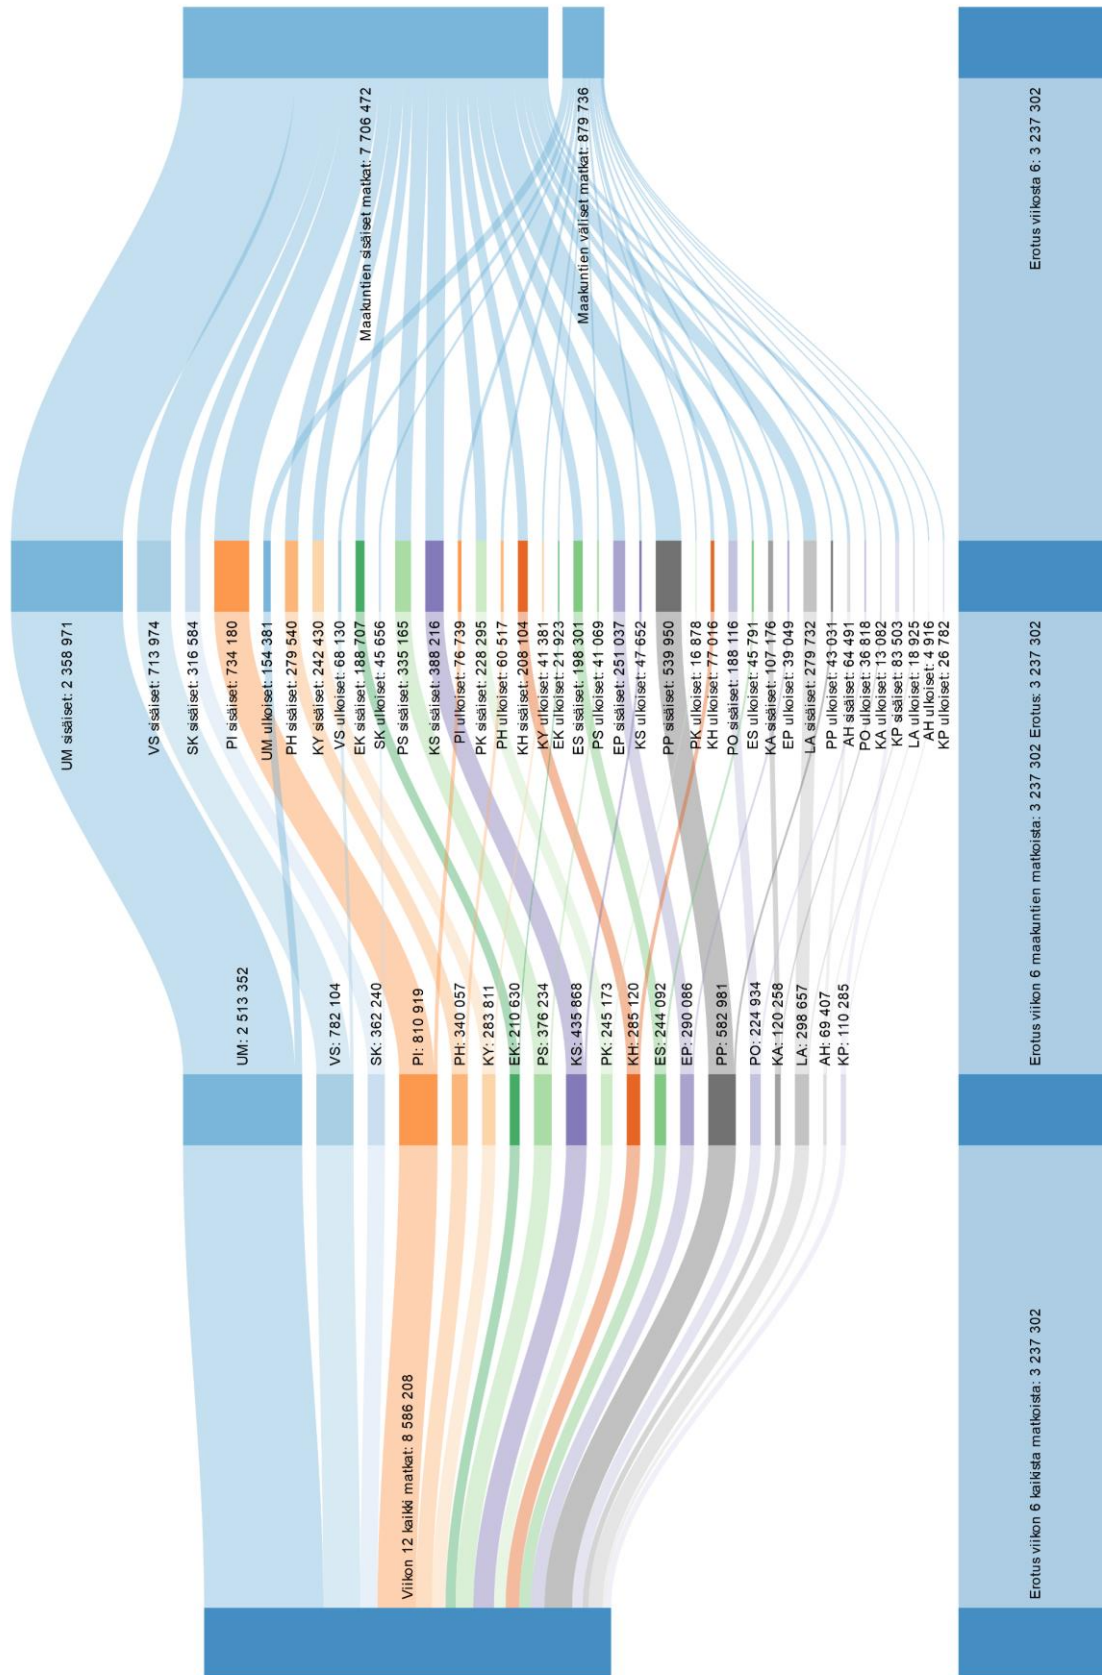 Viikon 12 kaikki matkat: 8 586 208
Erotus viikon 6 kaikista matkoista: 3 237 302
UM: 2 513 352
VS: 782 104
SK: 362 240
PI: 810 919
PH: 340 057
KY: 283 811
EK: 210 630
PS: 376 234
KS: 435 868
PK: 245 173
KH: 285 120
ES: 244 092
EP: 290 086
PP: 582 981
PO: 224 934
KA: 120 258
LA: 298 657
AH: 69 407
KP: 110 285
Erotus viikon 6 maakuntien matkoista: 3 237 302 Erotus: 3 237 302
UM sisäiset: 2 358 971
VS sisäiset: 713 974
SK sisäiset: 316 584
PI sisäiset: 734 180
UM ulkoiset: 154 381
PH sisäiset: 279 540
KY sisäiset: 242 430
VS ulkoiset: 68 130
EK sisäiset: 188 707
SK ulkoiset: 45 656
PS sisäiset: 335 165
KS sisäiset: 388 216
PI ulkoiset: 76 739
PK sisäiset: 228 295
PH ulkoiset: 60 517
KH sisäiset: 208 104
KY ulkoiset: 41 381
EK ulkoiset: 21 923
ES sisäiset: 198 301
PS ulkoiset: 41 069
EP sisäiset: 251 037
KS ulkoiset: 47 652
PP sisäiset: 539 950
PK ulkoiset: 16 878
KH ulkoiset: 77 016
PO sisäiset: 188 116
ES ulkoiset: 45 791
KA sisäiset: 107 176
EP ulkoiset: 39 049
LA sisäiset: 279 732
PP ulkoiset: 43 031
AH sisäiset: 64 491
PO ulkoiset: 36 818
KA ulkoiset: 13 082
KP sisäiset: 83 503
LA ulkoiset: 18 925
AH ulkoiset: 4 916
KP ulkoiset: 26 782
Maakuntien sisäiset matkat: 7 706 472
Maakuntien väliset matkat: 879 736
Erotus viikosta 6: 3 237 302